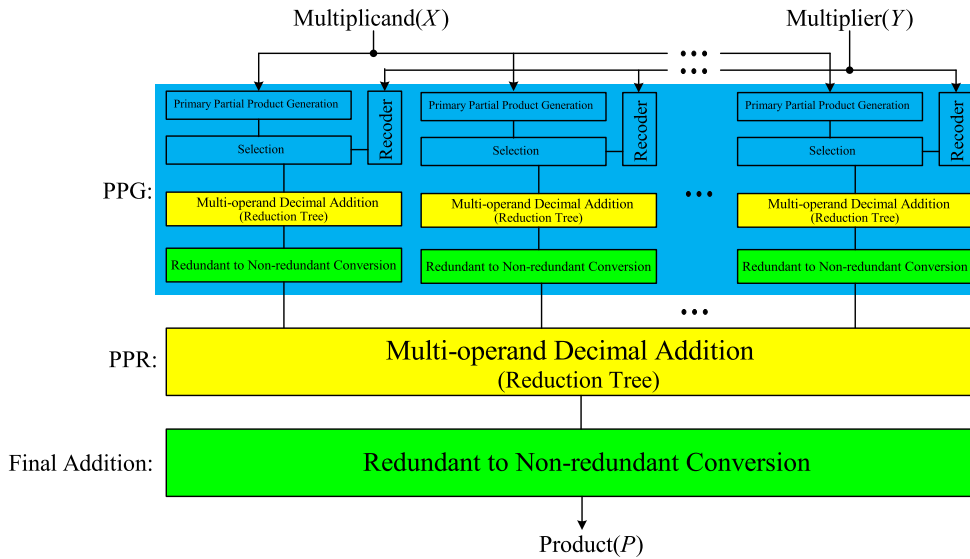 Multiplicand(X)
Multiplier(Y)
Primary Partial Product Generation
Recoder
Primary Partial Product Generation
Recoder
Primary Partial Product Generation
Recoder
Selection
Selection
Selection
PPG:
Multi-operand Decimal Addition
(Reduction Tree)
Multi-operand Decimal Addition
(Reduction Tree)
Multi-operand Decimal Addition
(Reduction Tree)
Redundant to Non-redundant Conversion
Redundant to Non-redundant Conversion
Redundant to Non-redundant Conversion
PPR:
Multi-operand Decimal Addition
(Reduction Tree)
Final Addition:
Redundant to Non-redundant Conversion
Product(P)